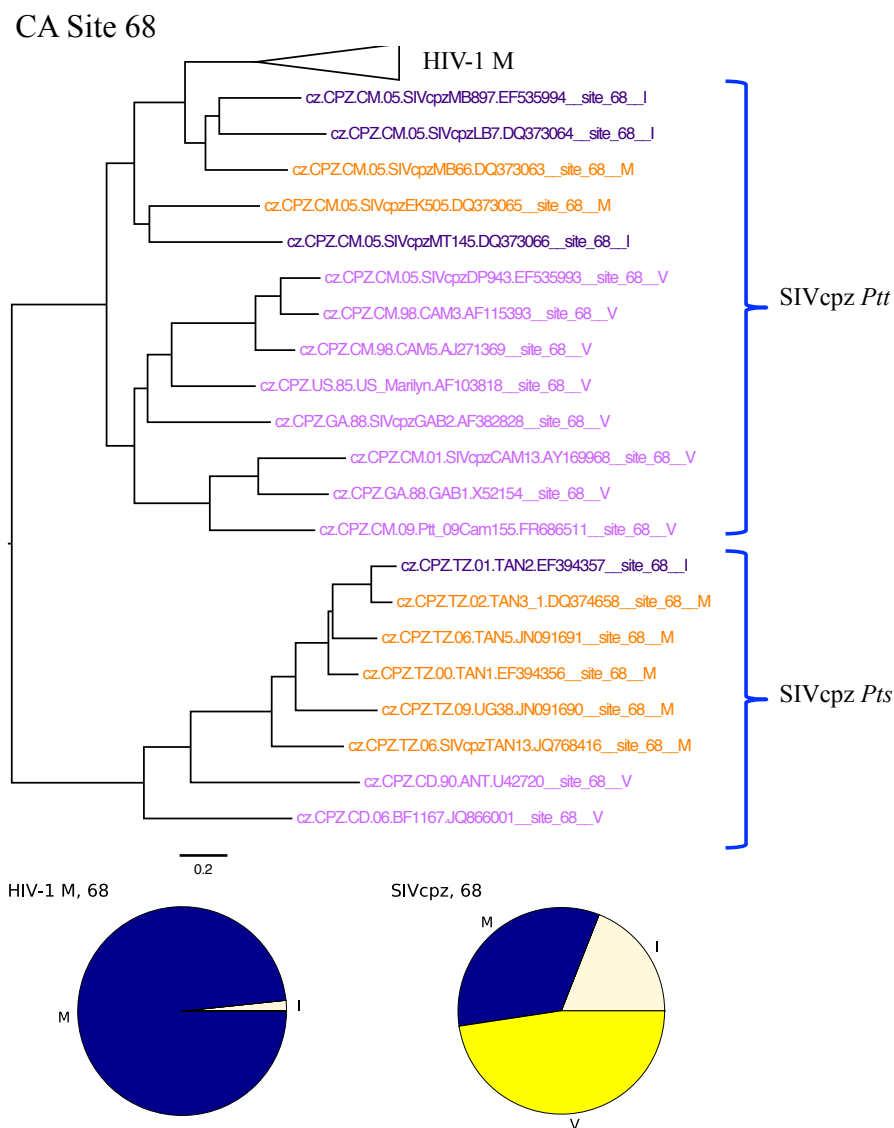 CA Site 68
HIV-1 M
cz.CPZ.CM.05.SIVcpzMB897.EF535994__site_68__I
cz.CPZ.CM.05.SIVcpzLB7.DQ373064__site_68__I
cz.CPZ.CM.05.SIVcpzMB66.DQ373063__site_68__M
cz.CPZ.CM.05.SIVcpzEK505.DQ373065__site_68__M
cz.CPZ.CM.05.SIVcpzMT145.DQ373066__site_68__I
cz.CPZ.CM.05.SIVcpzDP943.EF535993__site_68__V
SIVcpz Ptt
cz.CPZ.CM.98.CAM3.AF115393__site_68__V
cz.CPZ.CM.98.CAM5.AJ271369__site_68__V
cz.CPZ.US.85.US_Marilyn.AF103818__site_68__V
cz.CPZ.GA.88.SIVcpzGAB2.AF382828__site_68__V
cz.CPZ.CM.01.SIVcpzCAM13.AY169968__site_68__V
cz.CPZ.GA.88.GAB1.X52154__site_68__V
cz.CPZ.CM.09.Ptt_09Cam155.FR686511__site_68__V
cz.CPZ.TZ.01.TAN2.EF394357__site_68__I
cz.CPZ.TZ.02.TAN3_1.DQ374658__site_68__M
cz.CPZ.TZ.06.TAN5.JN091691__site_68__M
cz.CPZ.TZ.00.TAN1.EF394356__site_68__M
SIVcpz Pts
cz.CPZ.TZ.09.UG38.JN091690__site_68__M
cz.CPZ.TZ.06.SIVcpzTAN13.JQ768416__site_68__M
cz.CPZ.CD.90.ANT.U42720__site_68__V
cz.CPZ.CD.06.BF1167.JQ866001__site_68__V
0.2
HIV-1 M, 68
M
I
SIVcpz, 68
M
I
V